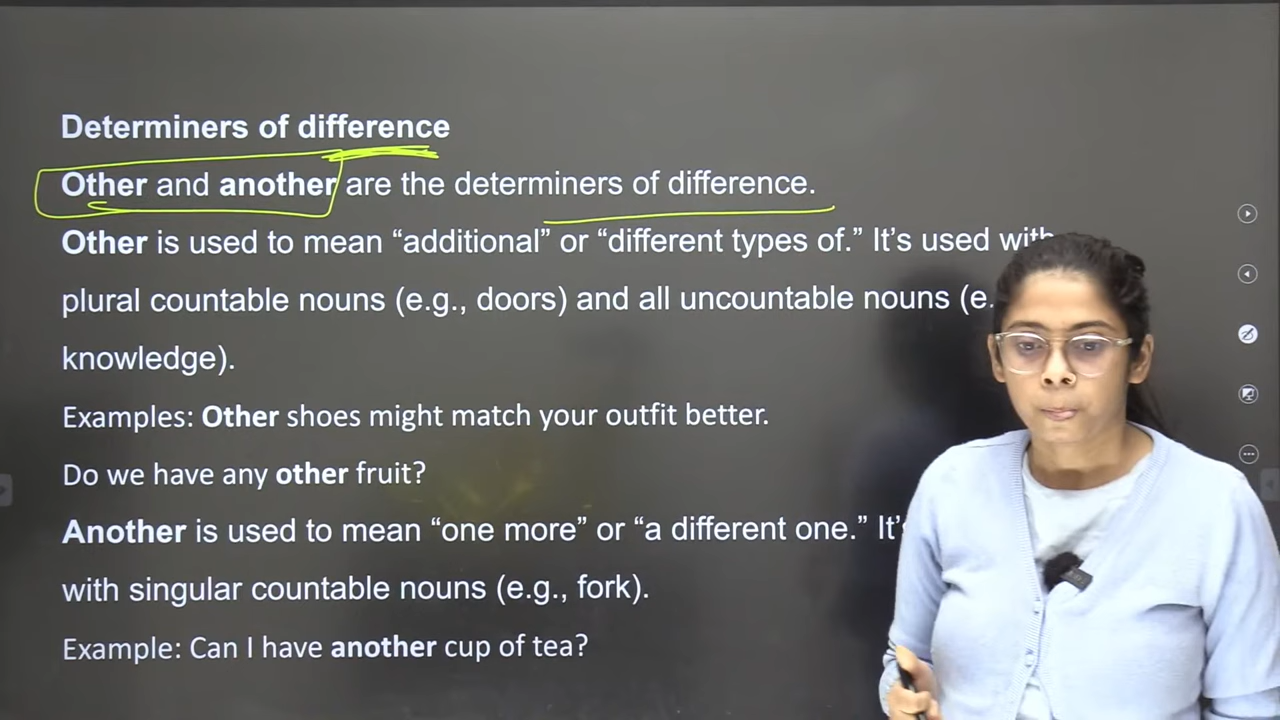 Determiners of difference
Other and another are the determiners of difference.
Other is used to mean “additional” or “different types of.” It’s used with
plural countable nouns (e.g., doors) and all uncountable nouns (e.
knowledge).
Examples: Other shoes might match your outfit better.
Do we have any other fruit?
Another is used to mean “one more” or “a different one.” It’s
with singular countable nouns (e.g., fork).
Example: Can I have another cup of tea?